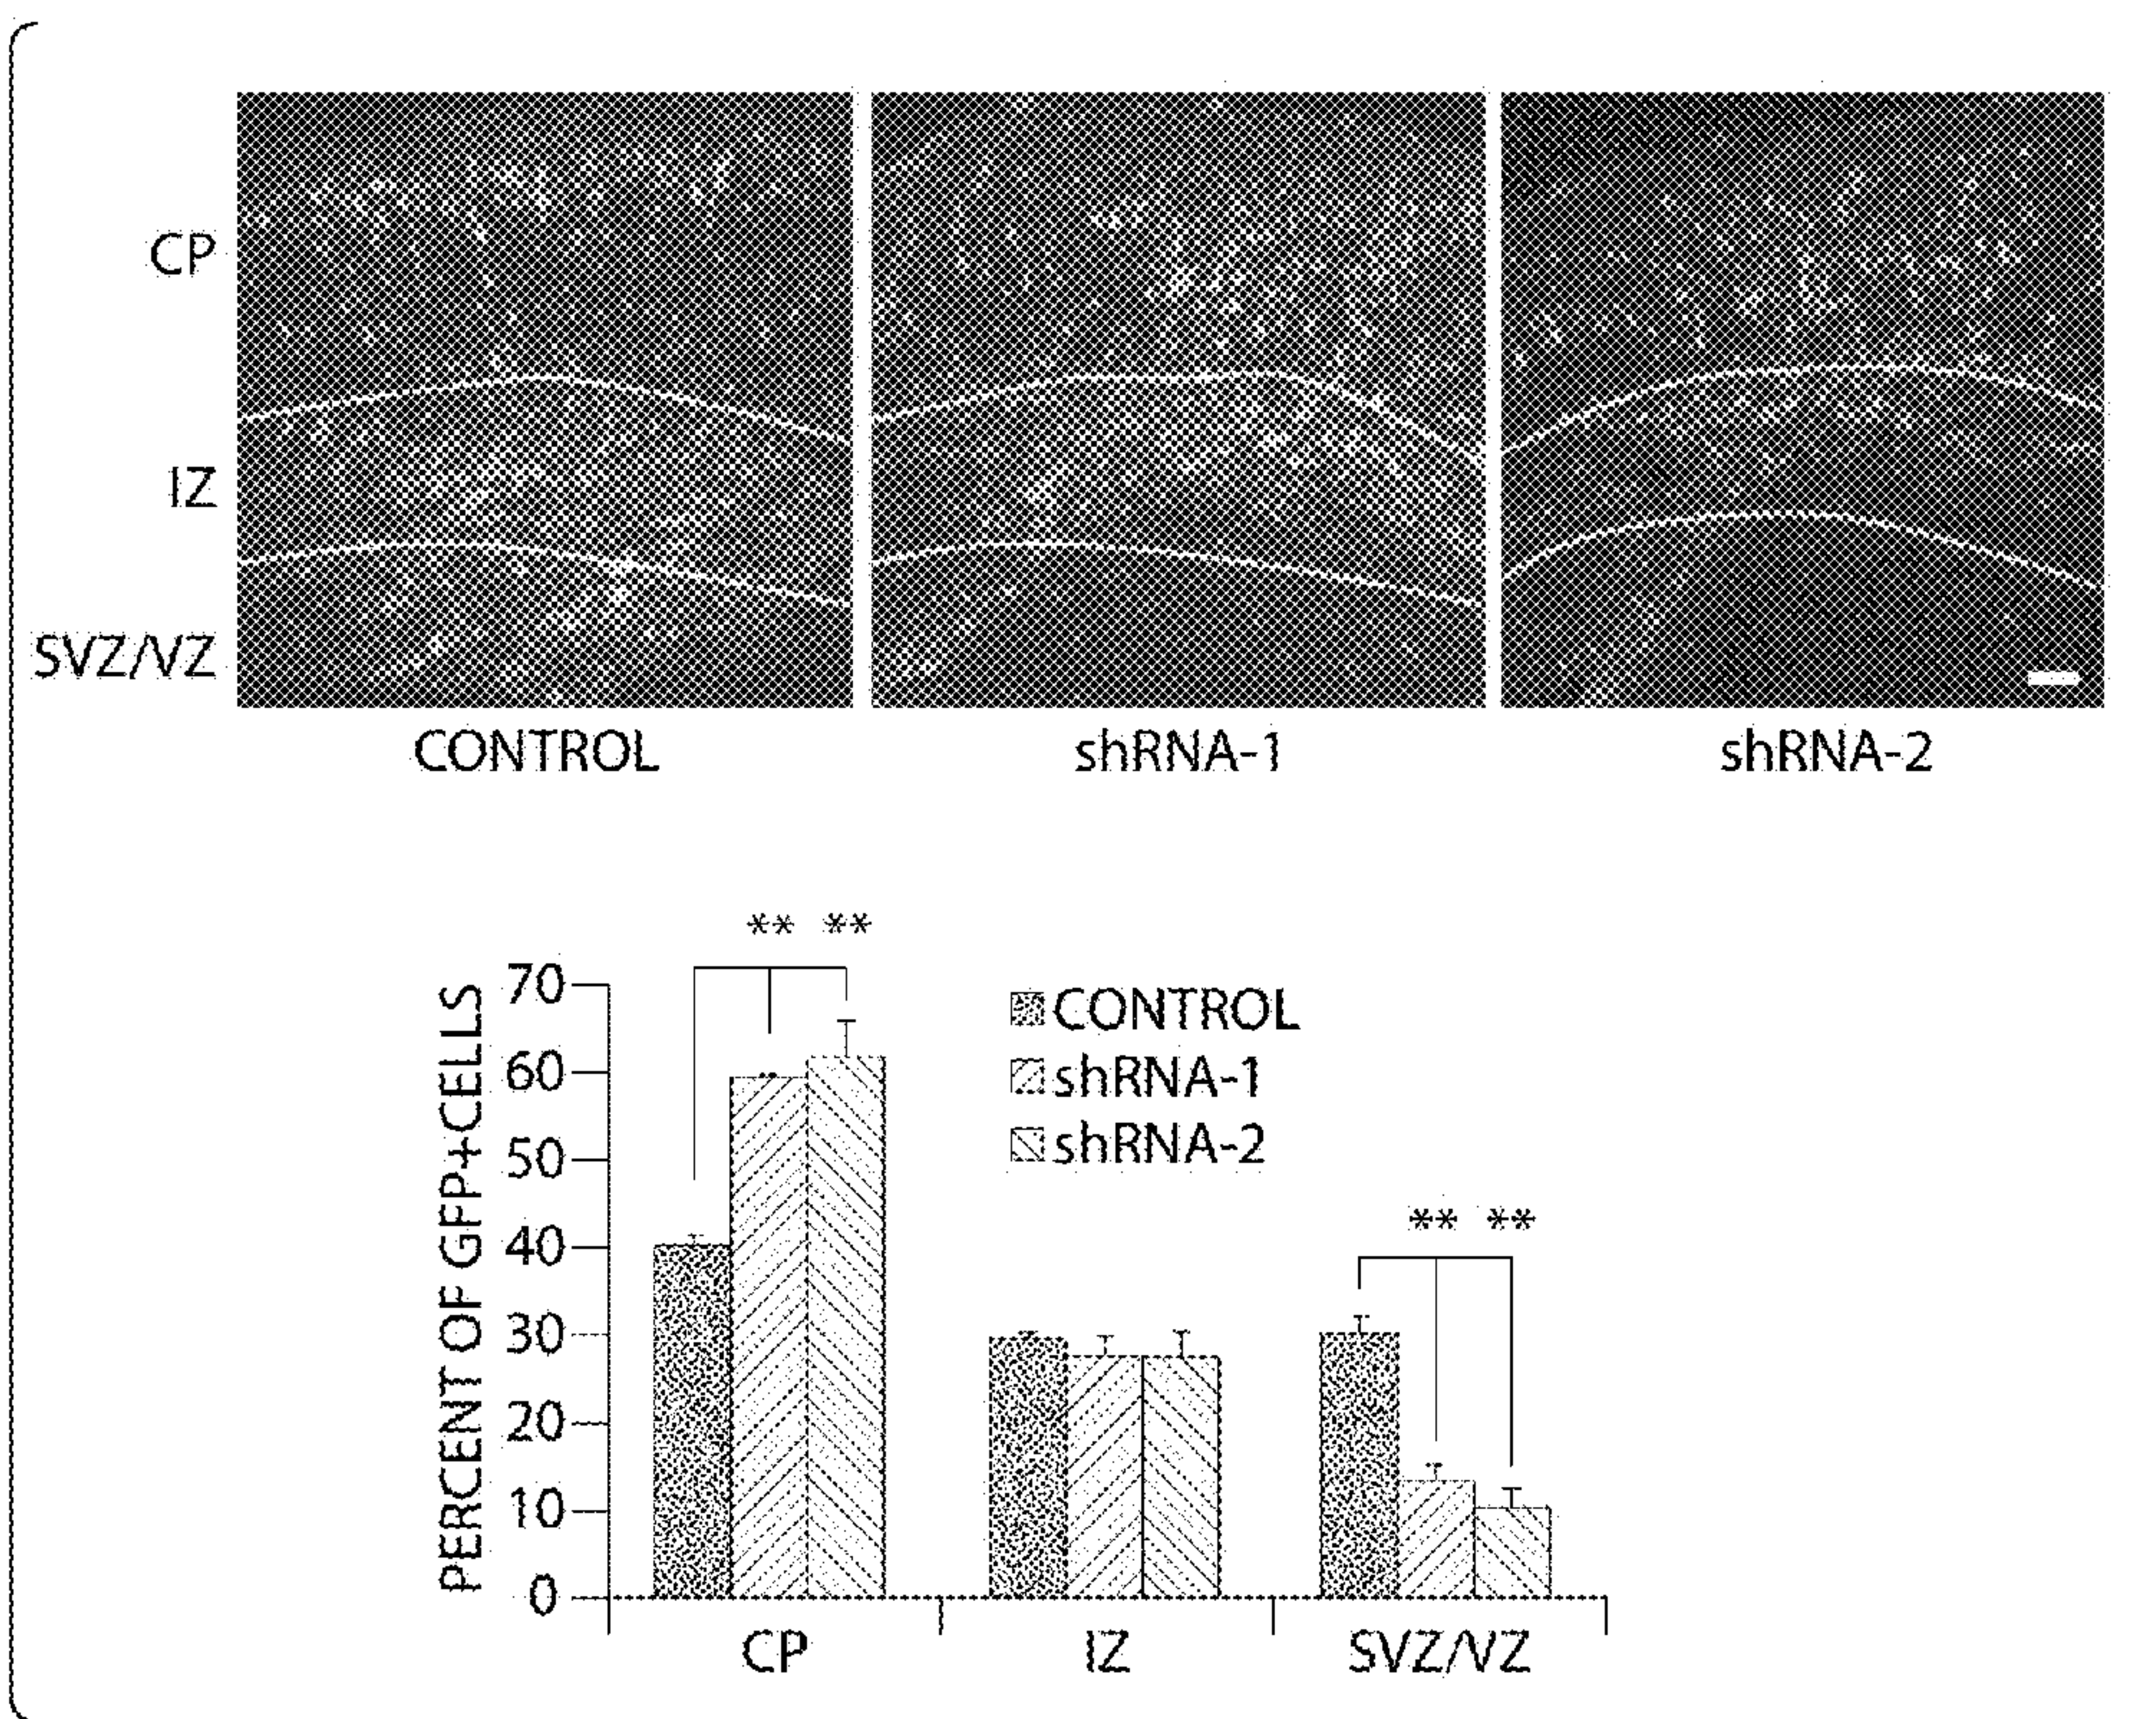 CP
IZ
SVZ/VZ
CONTROL shRNA-1 shRNA-2
** **
PERCENT OF GFP+CELLS
70
60
50
40
30
20
10
0
CONTROL
shRNA-1
shRNA-2
** **
CP IZ SVZ/VZ